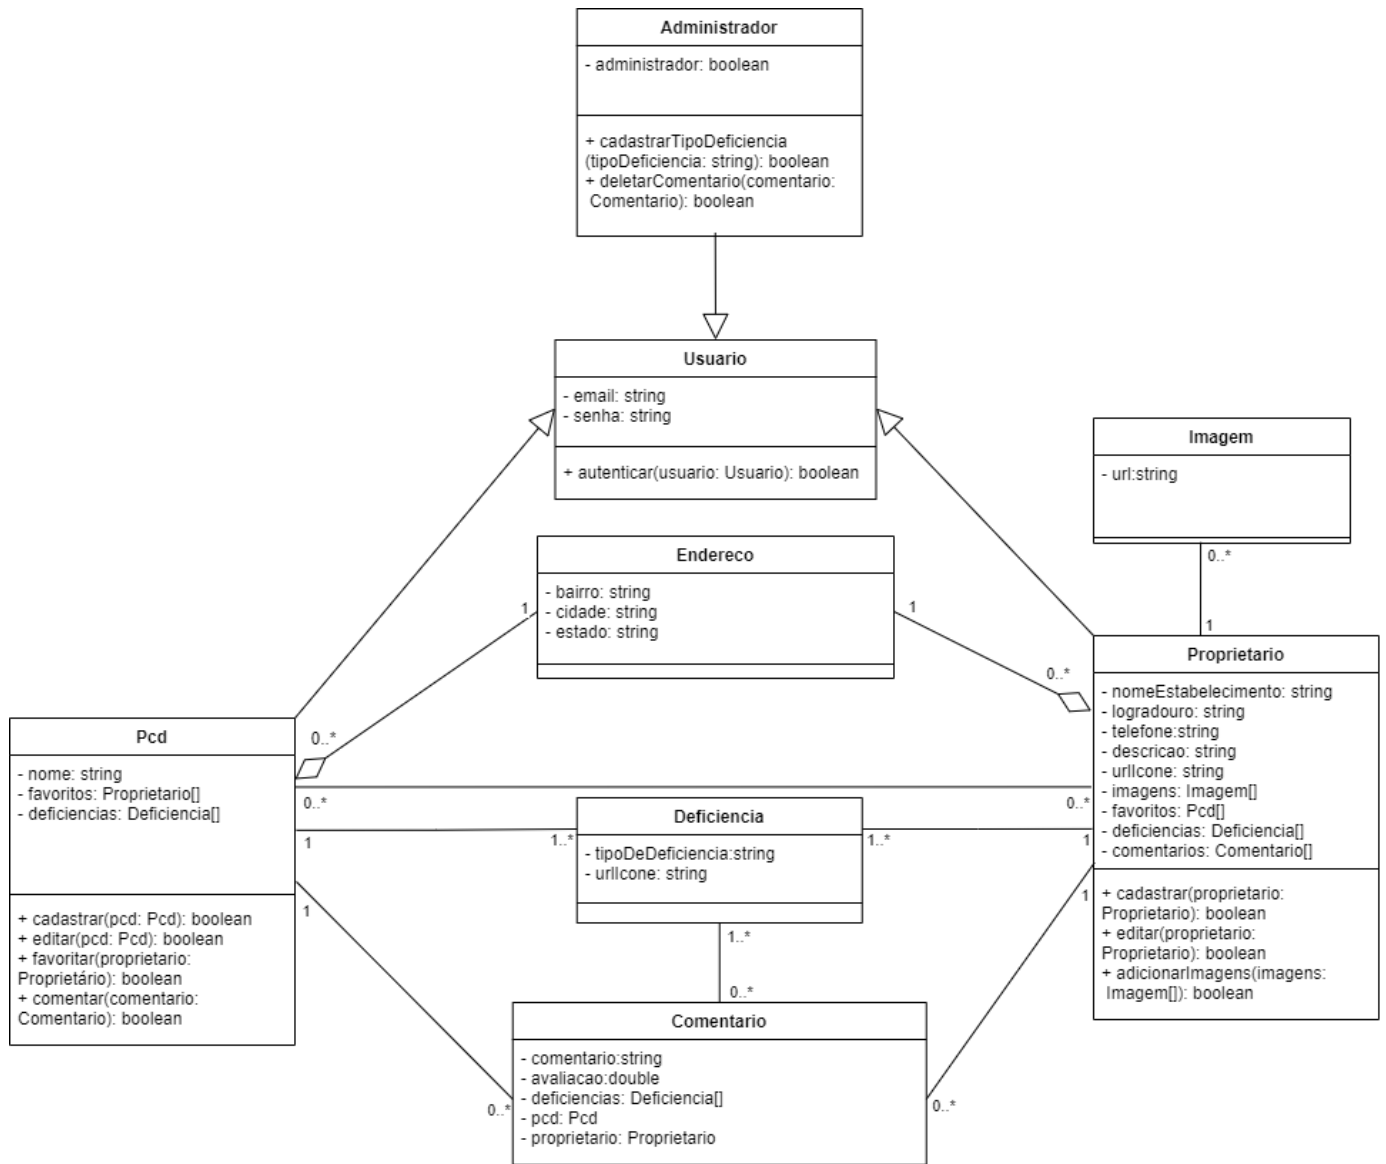 Administrador
- administrador: boolean
+ cadastrarTipoDeficiencia
(tipoDeficiencia: string): boolean
+ deletarComentario(comentario:
Comentario): boolean
Usuario
- email: string
- senha: string
+ autenticar(usuario: Usuario): boolean
Imagem
- url:string
0..*
1
Endereco
- bairro: string
- cidade: string
- estado: string
1
1
0..*
0..*
Proprietario
- nomeEstabelecimento: string
- logradouro: string
- telefone:string
- descricao: string
- urlIcone: string
- imagens: Imagem[]
- favoritos: Pcd[]
- deficiencias: Deficiencia[]
- comentarios: Comentario[]
+ cadastrar(proprietario:
Proprietario): boolean
+ editar(proprietario:
Proprietario): boolean
+ adicionarImagens(imagens:
Imagem[]): boolean
Pcd
- nome: string
- favoritos: Proprietario[]
- deficiencias: Deficiencia[]
+ cadastrar(pcd: Pcd): boolean
+ editar(pcd: Pcd): boolean
+ favoritar(proprietario:
Proprietário): boolean
+ comentar(comentario:
Comentario): boolean
0..*
0..*
1
1..*
1..*
1
Deficiencia
- tipoDeDeficiencia:string
- urlIcone: string
1
1
1..*
0..*
Comentario
- comentario:string
- avaliacao:double
- deficiencias: Deficiencia[]
- pcd: Pcd
- proprietario: Proprietario
0..*
0..*